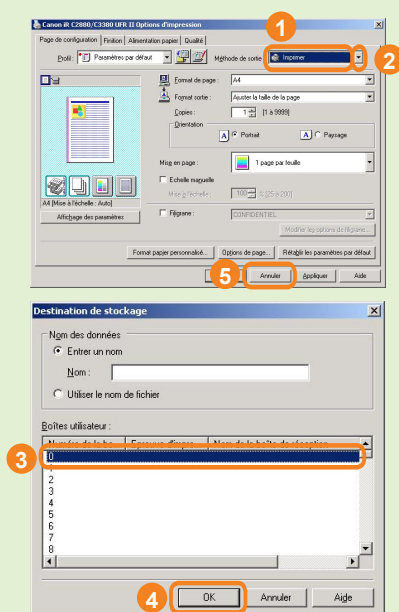 Canon iR C2880/C3380 UFR II Options d'impression
1
Page de configuration Finition Alimentation papier Qualité
Profil : Paramètres par défaut Méthode de sortie : Imprimer
2
Format de page : A4
Format sortie : Ajuster la taille de la page
Copies : 1 [1 à 9999]
Orientation
A Portrait A Paysage
Mise en page : 1 page par feuille
Echelle manuelle
Mise à l'échelle : 100 % [25 à 200]
A4 [Mise à l'échelle : Auto]
Affichage des paramètres
Filigrane : CONFIDENTIEL
Modifier les options de filigrane...
Format papier personnalisé... Options de page... Rétablir les paramètres par défaut
5 Annuler Appliquer Aide
Destination de stockage
Nom des données
Entrer un nom
Nom :
Utiliser le nom de fichier
Boîtes utilisateur :
Nom de la boîte de réception
3
0
2
3
4
5
6
7
8
4
OK Annuler Aide